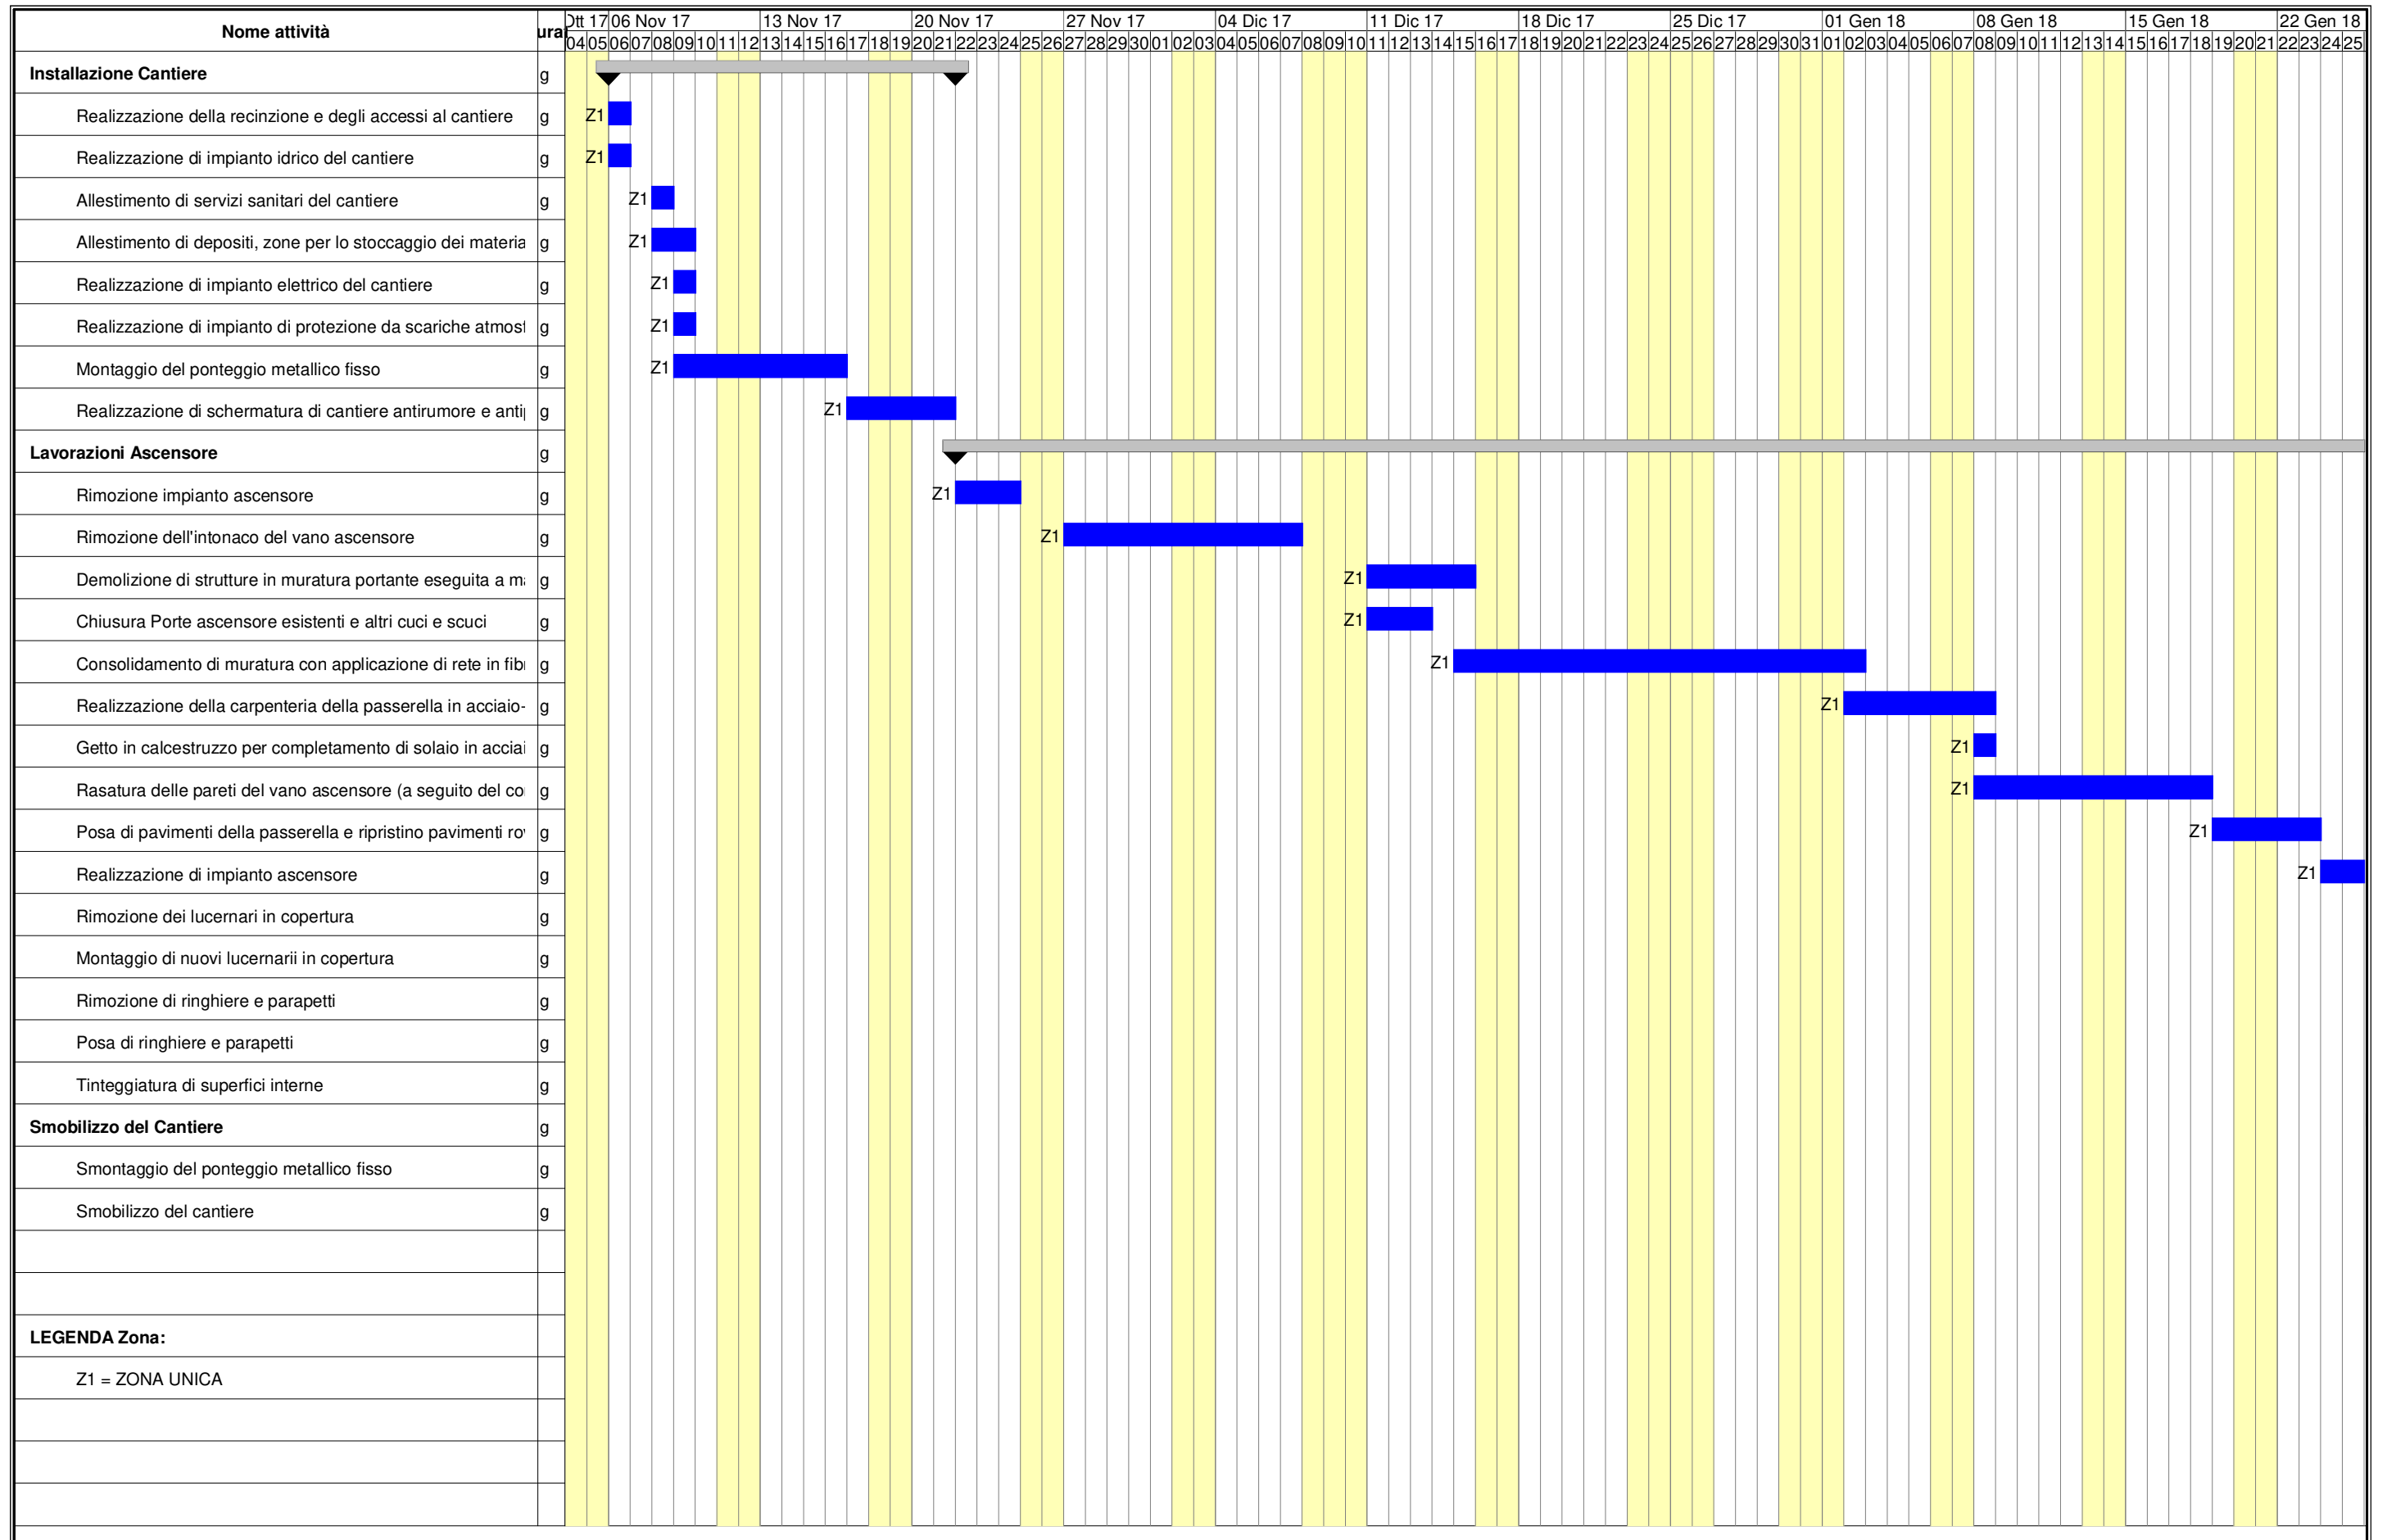 Nome attività ura Ott 17 06 Nov 17 13 Nov 17 20 Nov 17 27 Nov 17 04 Dic 17 11 Dic 17 18 Dic 17 25 Dic 17 01 Gen 18 08 Gen 18 15 Gen 18 22 Gen 18
04 05 06 07 08 09 10 11 12 13 14 15 16 17 18 19 20 21 22 23 24 25 26 27 28 29 30 01 02 03 04 05 06 07 08 09 10 11 12 13 14 15 16 17 18 19 20 21 22 23 24 25 26 27 28 29 30 31 01 02 03 04 05 06 07 08 09 10 11 12 13 14 15 16 17 18 19 20 21 22 23 24 25
Installazione Cantiere g
Realizzazione della recinzione e degli accessi al cantiere g Z1
Realizzazione di impianto idrico del cantiere g Z1
Allestimento di servizi sanitari del cantiere g Z1
Allestimento di depositi, zone per lo stoccaggio dei materia g Z1
Realizzazione di impianto elettrico del cantiere g Z1
Realizzazione di impianto di protezione da scariche atmosf g Z1
Montaggio del ponteggio metallico fisso g Z1
Realizzazione di schermatura di cantiere antirumore e antip g Z1
Lavorazioni Ascensore g
Rimozione impianto ascensore g Z1
Rimozione dell'intonaco del vano ascensore g Z1
Demolizione di strutture in muratura portante eseguita a ma g Z1
Chiusura Porte ascensore esistenti e altri cuci e scuci g Z1
Consolidamento di muratura con applicazione di rete in fibr g Z1
Realizzazione della carpenteria della passerella in acciaio- g Z1
Getto in calcestruzzo per completamento di solaio in acciai g Z1
Rasatura delle pareti del vano ascensore (a seguito del co g Z1
Posa di pavimenti della passerella e ripristino pavimenti rov g Z1
Realizzazione di impianto ascensore g Z1
Rimozione dei lucernari in copertura g
Montaggio di nuovi lucernarii in copertura g
Rimozione di ringhiere e parapetti g
Posa di ringhiere e parapetti g
Tinteggiatura di superfici interne g
Smobilizzo del Cantiere g
Smontaggio del ponteggio metallico fisso g
Smobilizzo del cantiere g
LEGENDA Zona:
Z1 = ZONA UNICA